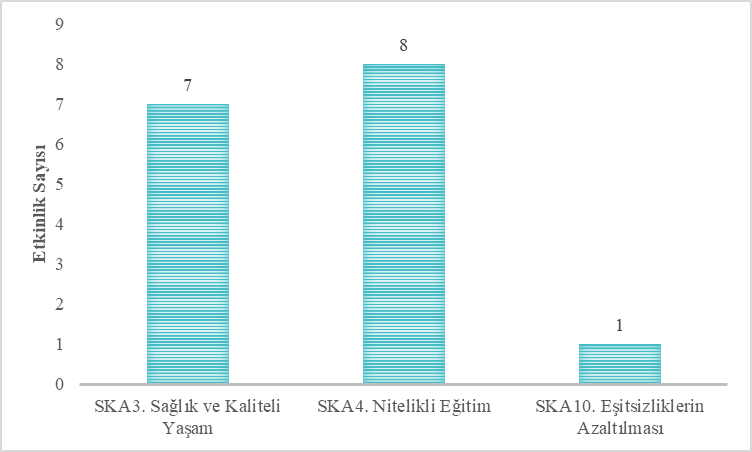 Etkinlik Sayısı
9
8
7
6
5
4
3
2
1
0
7
8
1
SKA3. Sağlık ve Kaliteli
Yaşam
SKA4. Nitelikli Eğitim
SKA10. Eşitsizliklerin
Azaltılması